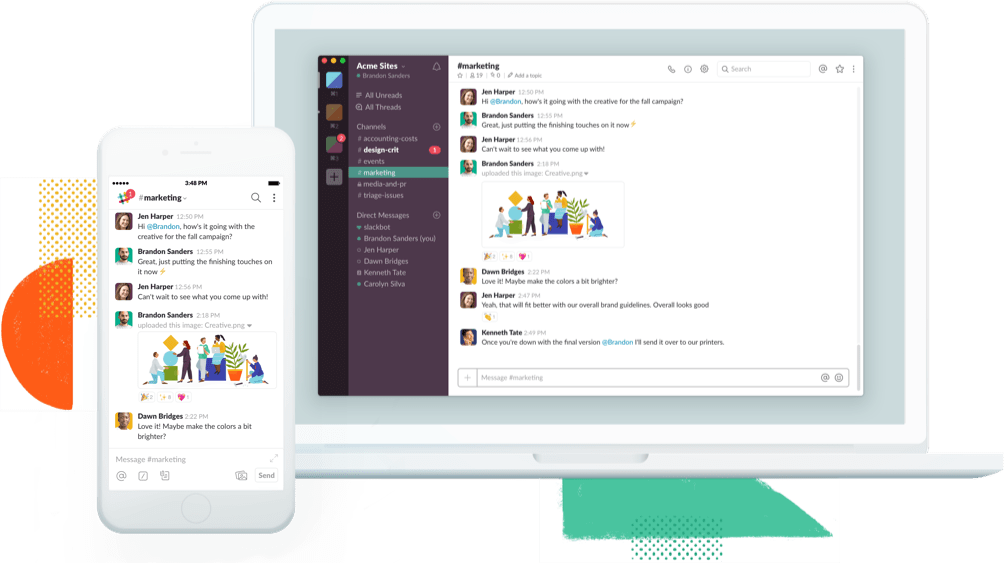 3:48 PM
1
#marketing
Jen Harper 12:50 PM
Hi @Brandon, how's it going with the
creative for the fall campaign?
Brandon Sanders 12:55 PM
Great, just putting the finishing touches on
it now⚡
Jen Harper 12:56 PM
Can't wait to see what you come up with!
Brandon Sanders 2:18 PM
uploaded this image: Creative.png
2 8 1
Dawn Bridges 2:22 PM
Love it! Maybe make the colors a bit
brighter?
Message #marketing
Send
⌘1
⌘2
2
⌘3
Acme Sites
Brandon Sanders
All Unreads
All Threads
Channels
# accounting-costs
# design-crit 1
# events
# marketing
media-and-pr
# triage-issues
Direct Messages
slackbot
Brandon Sanders (you)
Jen Harper
Dawn Bridges
Kenneth Tate
Carolyn Silva
#marketing
| 19 | 0 | Add a topic
Search
Jen Harper 12:50 PM
Hi @Brandon, how's it going with the creative for the fall campaign?
Brandon Sanders 12:55 PM
Great, just putting the finishing touches on it now⚡
Jen Harper 12:56 PM
Can't wait to see what you come up with!
Brandon Sanders 2:18 PM
uploaded this image: Creative.png
2 8 1
Dawn Bridges 2:22 PM
Love it! Maybe make the colors a bit brighter?
Jen Harper 2:47 PM
Yeah, that will fit better with our overall brand guidelines. Overall looks good
1
Kenneth Tate 2:49 PM
Once you're down with the final version @Brandon I'll send it over to our printers.
Message #marketing